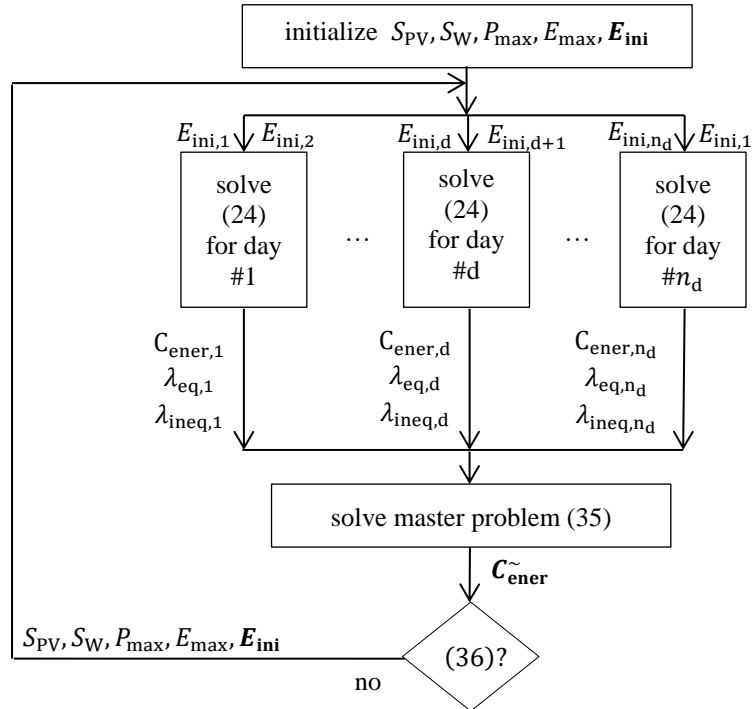 initialize S_PV, S_W, P_max, E_max, E_ini
E_ini,1 E_ini,2 E_ini,d E_ini,d+1 E_ini,n_d E_ini,1
solve
(24)
for day
#1
...
solve
(24)
for day
#d
...
solve
(24)
for day
#n_d
C_ener,1
λ_eq,1
λ_ineq,1
C_ener,d
λ_eq,d
λ_ineq,d
C_ener,n_d
λ_eq,n_d
λ_ineq,n_d
solve master problem (35)
C~_ener
S_PV, S_W, P_max, E_max, E_ini
(36)?
no